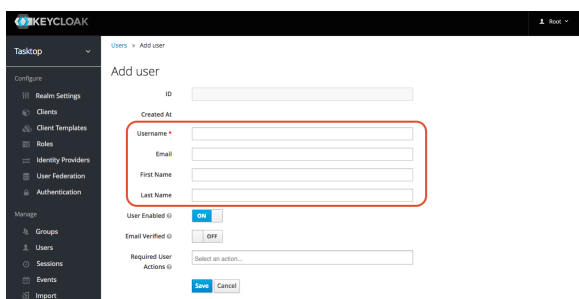 KEYCLOAK
Root
Tasktop
Users » Add user
Add user
Configure
Realm Settings
Clients
Client Templates
Roles
Identity Providers
User Federation
Authentication
Manage
Groups
Users
Sessions
Events
Import
ID
Created At
Username *
Email
First Name
Last Name
User Enabled
ON
Email Verified
OFF
Required User
Actions
Select an action...
Save Cancel